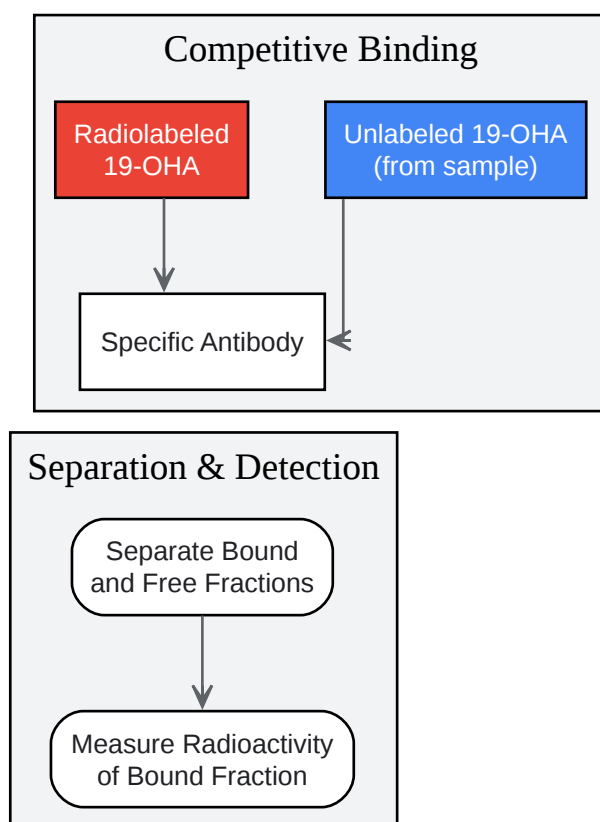 Competitive Binding
Radiolabeled
19-OHA
Unlabeled 19-OHA
(from sample)
Specific Antibody
Separation & Detection
Separate Bound
and Free Fractions
Measure Radioactivity
of Bound Fraction